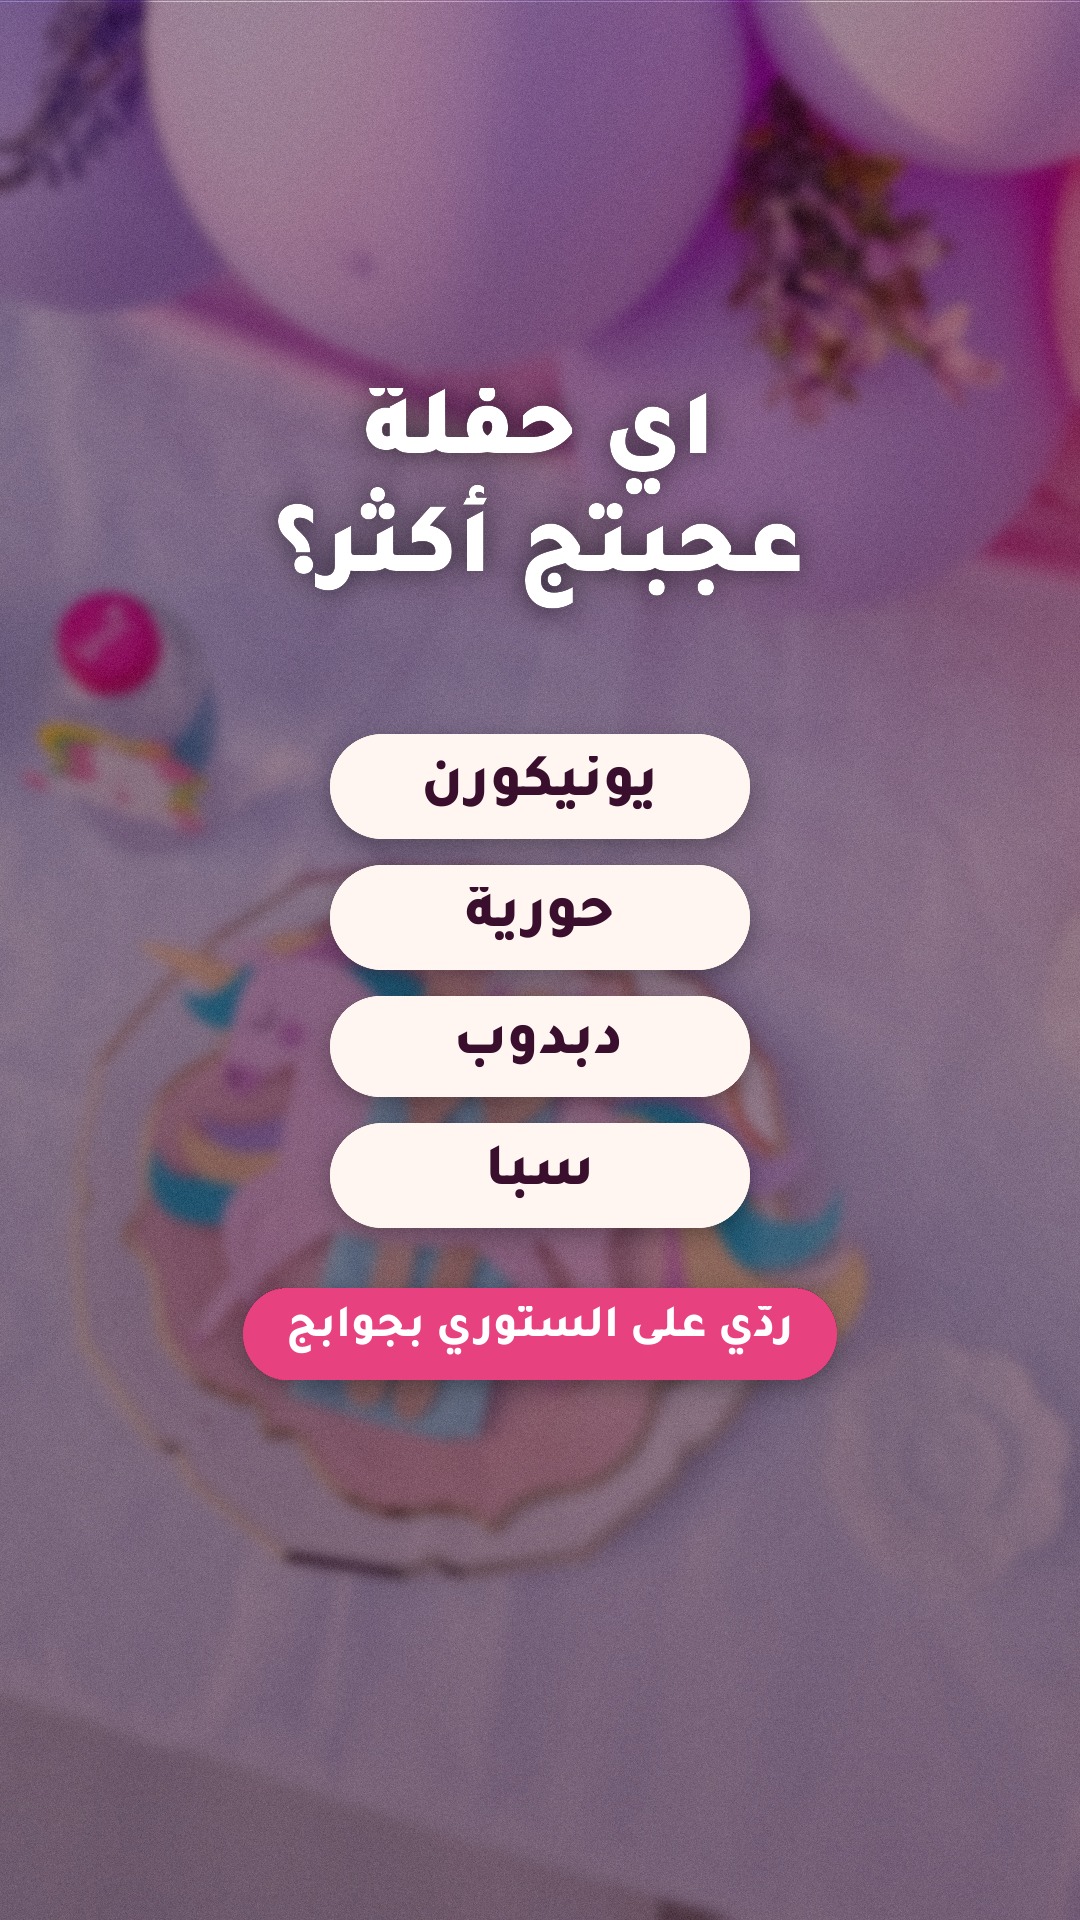 اي حفلة
عجبتج أكثر؟
يونيكورن
حورية
دبدوب
سبا
ردّي على الستوري بجوابج